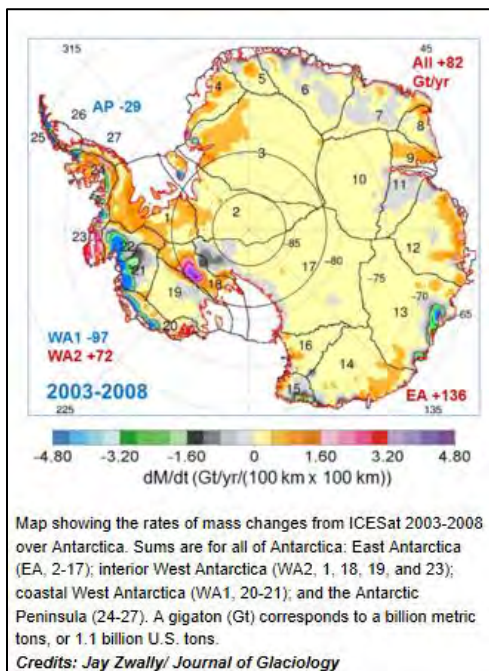 315
45
All +82
Gt/yr
AP -29
4
5
6
7
8
9
26
25
27
24
3
10
11
1
2
-85
-80
17
12
23
22
21
18
-75
-70
19
13
-65
20
WA1 -97
WA2 +72
16
14
15
2003-2008
EA +136
225
135
-4.80 -3.20 -1.60 0 1.60 3.20 4.80
dM/dt (Gt/yr/(100 km x 100 km))
Map showing the rates of mass changes from ICESat 2003-2008
over Antarctica. Sums are for all of Antarctica: East Antarctica
(EA, 2-17); interior West Antarctica (WA2, 1, 18, 19, and 23);
coastal West Antarctica (WA1, 20-21); and the Antarctic
Peninsula (24-27). A gigaton (Gt) corresponds to a billion metric
tons, or 1.1 billion U.S. tons.
Credits: Jay Zwally/ Journal of Glaciology